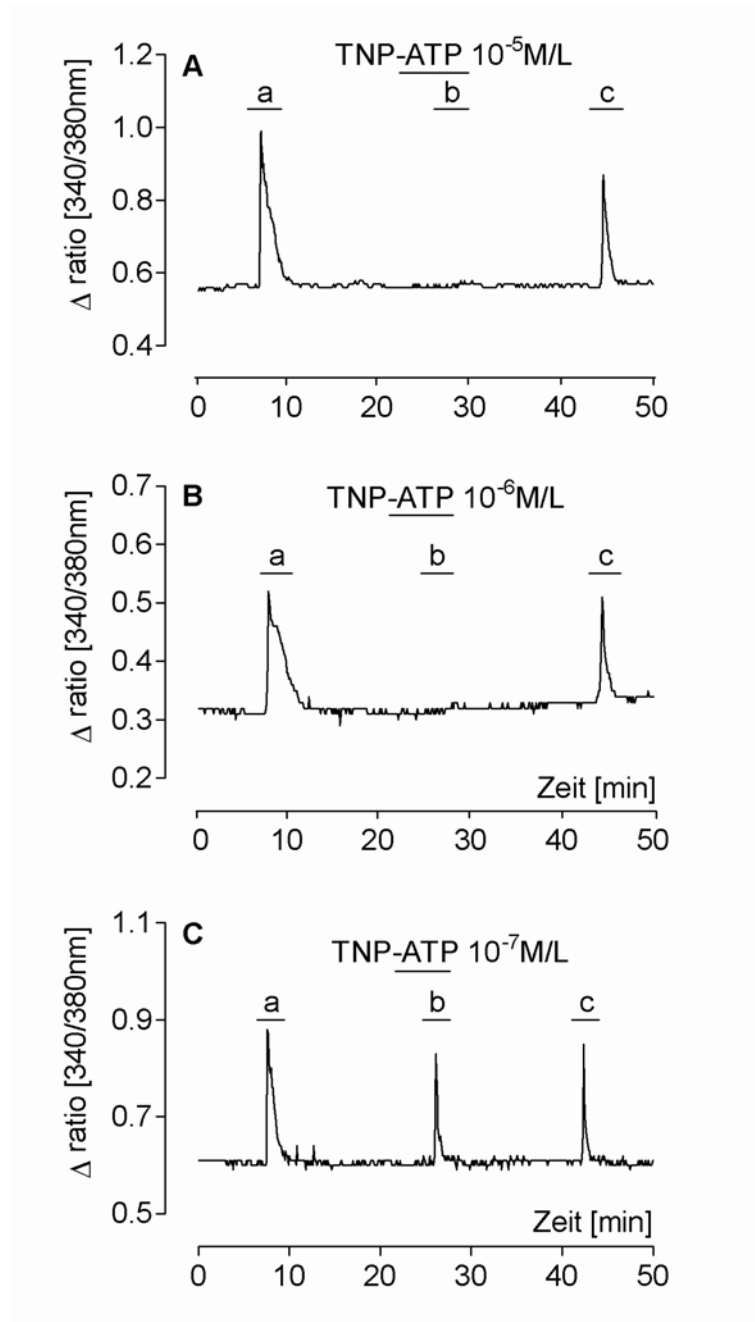 A
TNP-ATP 10⁻⁵M/L
a b c
Δ ratio [340/380nm]
1.2
1.0
0.8
0.6
0.4
0 10 20 30 40 50
B
TNP-ATP 10⁻⁶M/L
a b c
Δ ratio [340/380nm]
0.7
0.6
0.5
0.4
0.3
0.2
Zeit [min]
0 10 20 30 40 50
C
TNP-ATP 10⁻⁷M/L
a b c
Δ ratio [340/380nm]
1.1
0.9
0.7
0.5
Zeit [min]
0 10 20 30 40 50